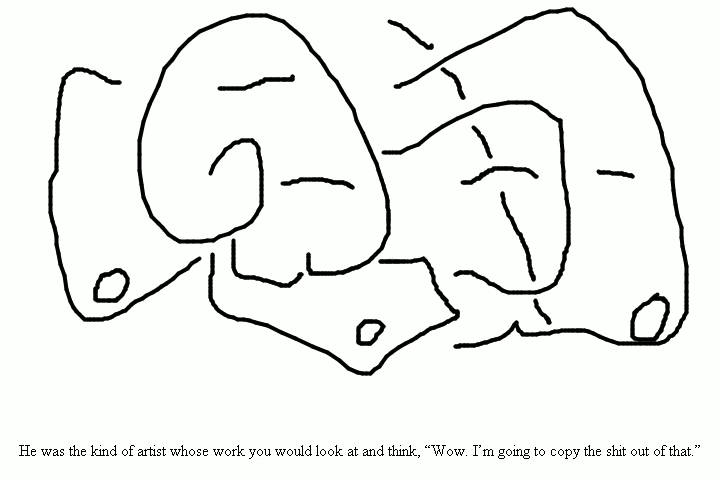 He was the kind of artist whose work you would look at and think, “Wow. I’m going to copy the shit out of that.”